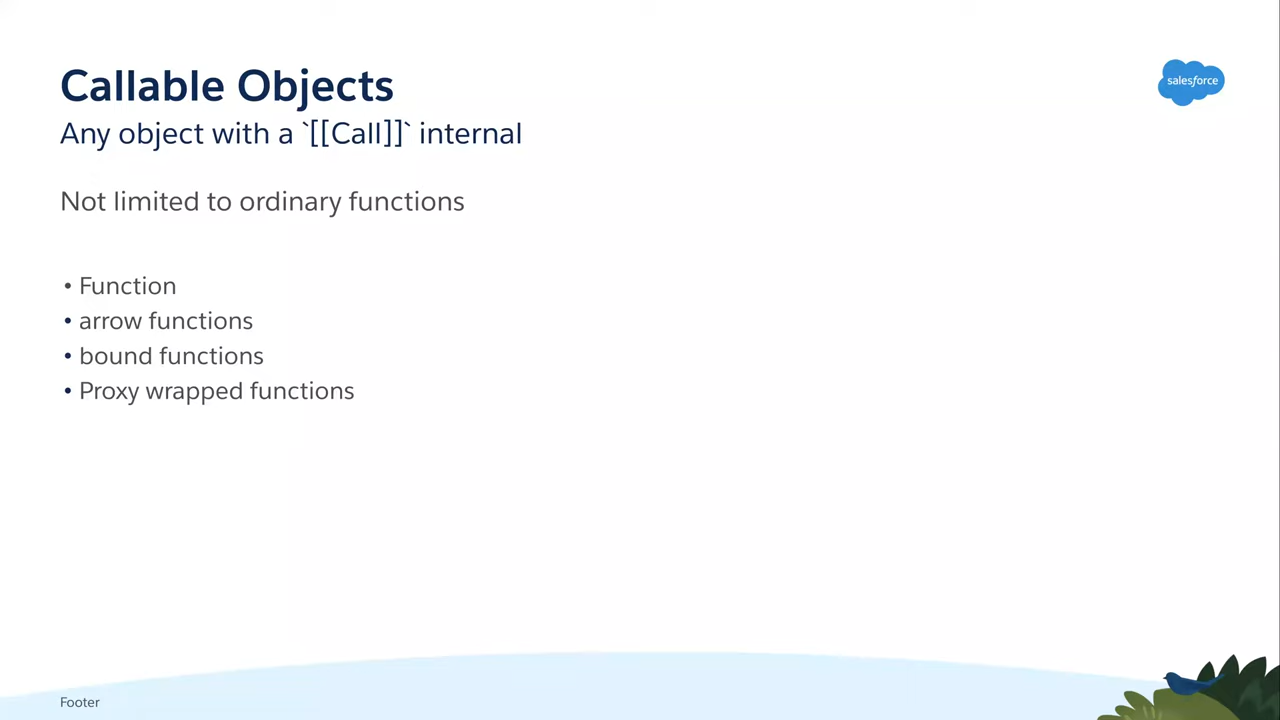 Callable Objects
salesforce
Any object with a `[[Call]]` internal
Not limited to ordinary functions
• Function
• arrow functions
• bound functions
• Proxy wrapped functions
Footer